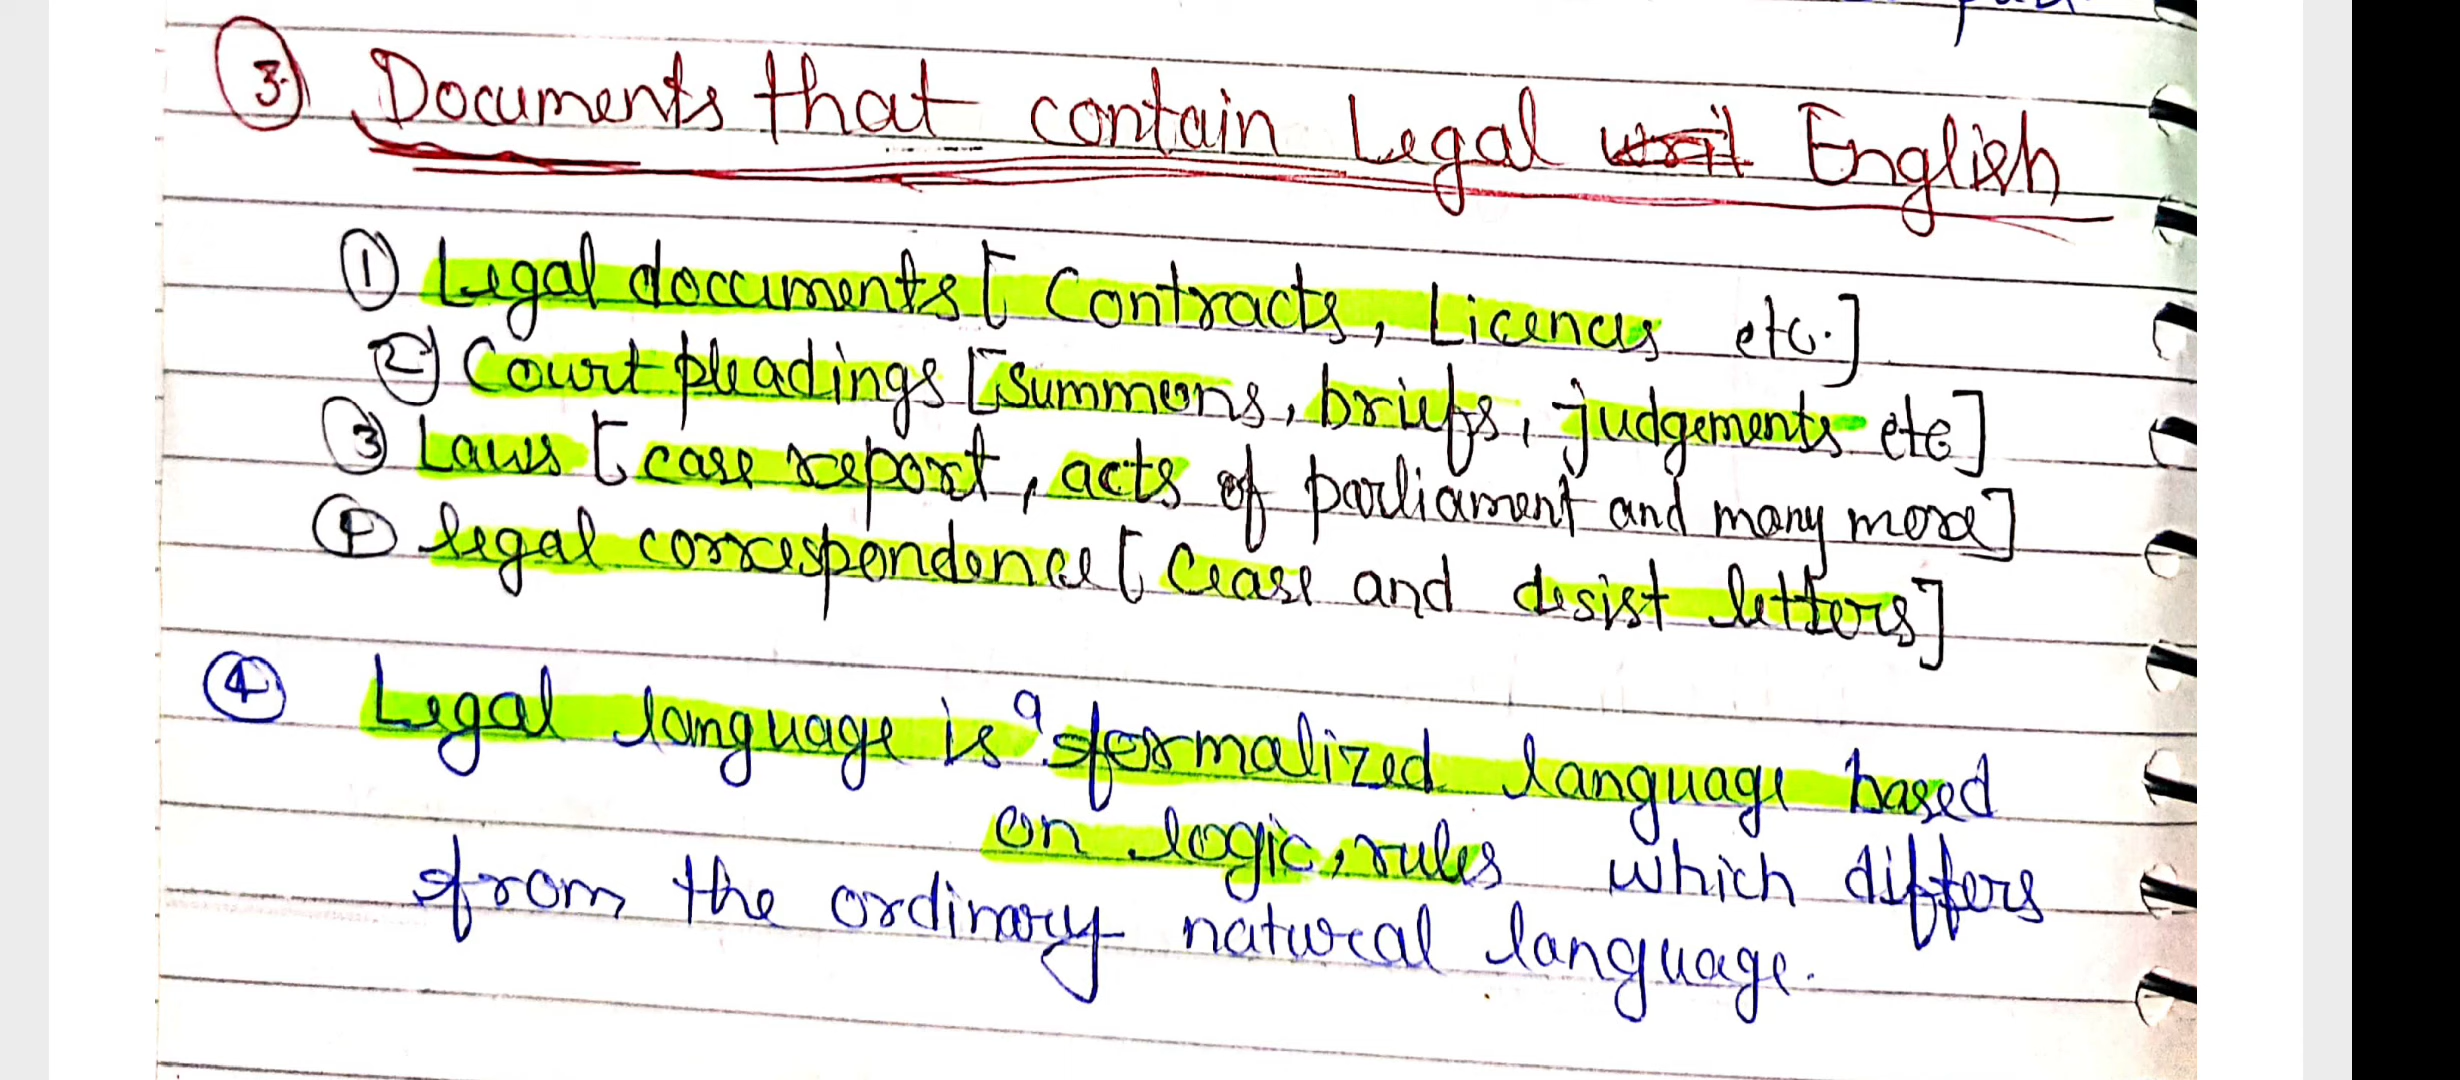 ③ Documents that contain Legal English
① Legal documents [Contracts, Licences etc.]
② Court pleadings [summons, briefs, judgements etc]
③ Laws [case report, acts of parliament and many more]
④ legal correspondence [Cease and desist letters]
④ Legal language is a formalized language based
on logic, rules which differs
from the ordinary natural language.